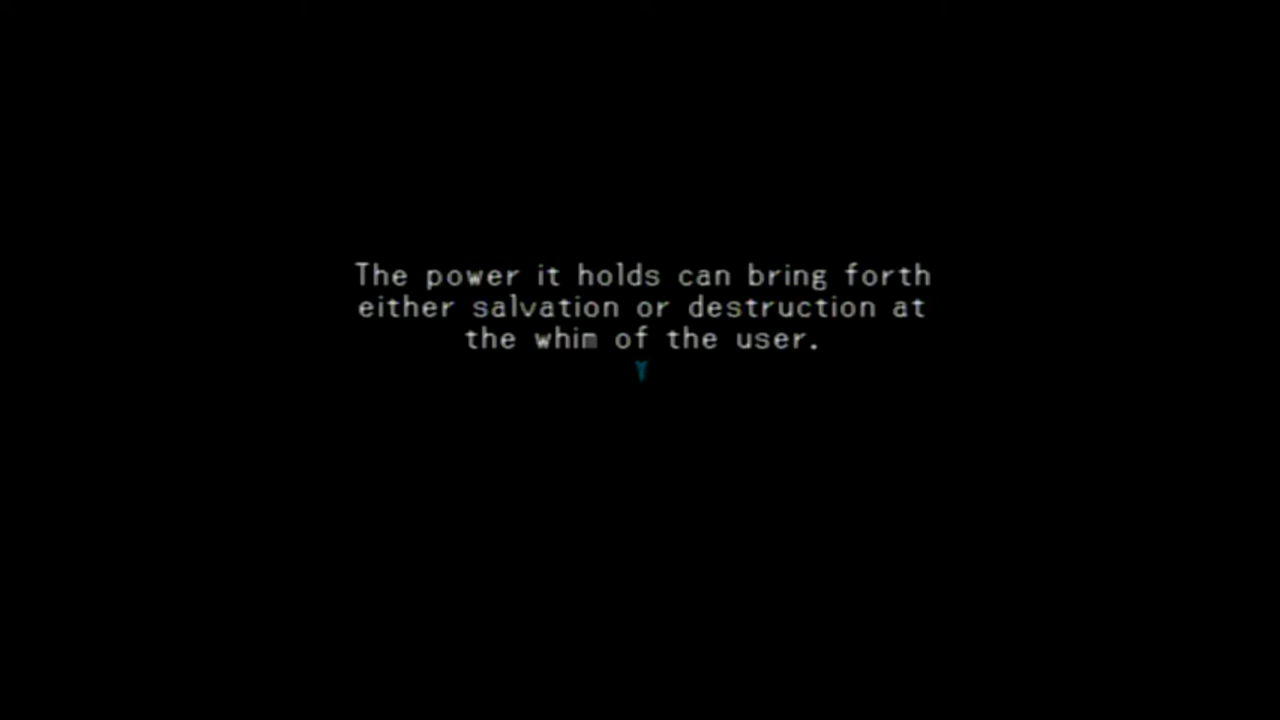 The power it holds can bring forth
either salvation or destruction at
the whim of the user.